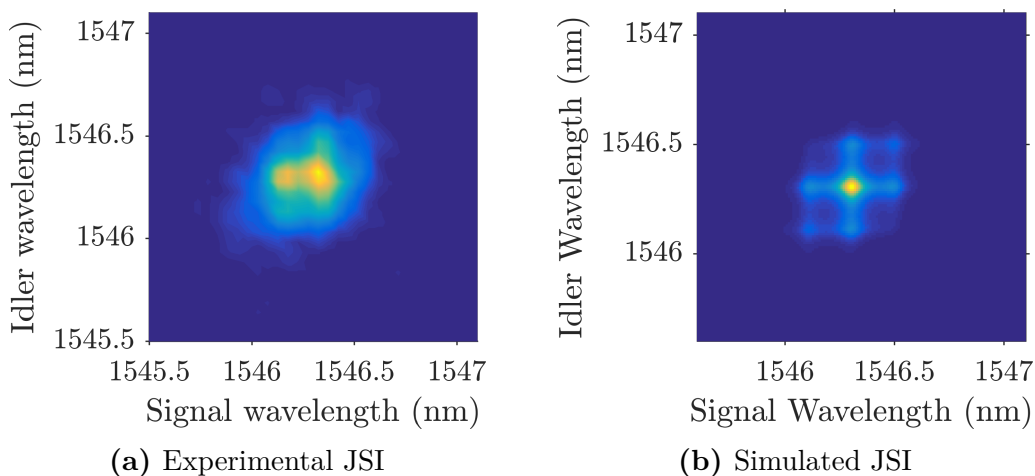 1547
1546.5
1546
1545.5
Idler wavelength (nm)
1545.5 1546 1546.5 1547
Signal wavelength (nm)
(a) Experimental JSI
1547
1546.5
1546
Idler Wavelength (nm)
1546 1546.5 1547
Signal Wavelength (nm)
(b) Simulated JSI